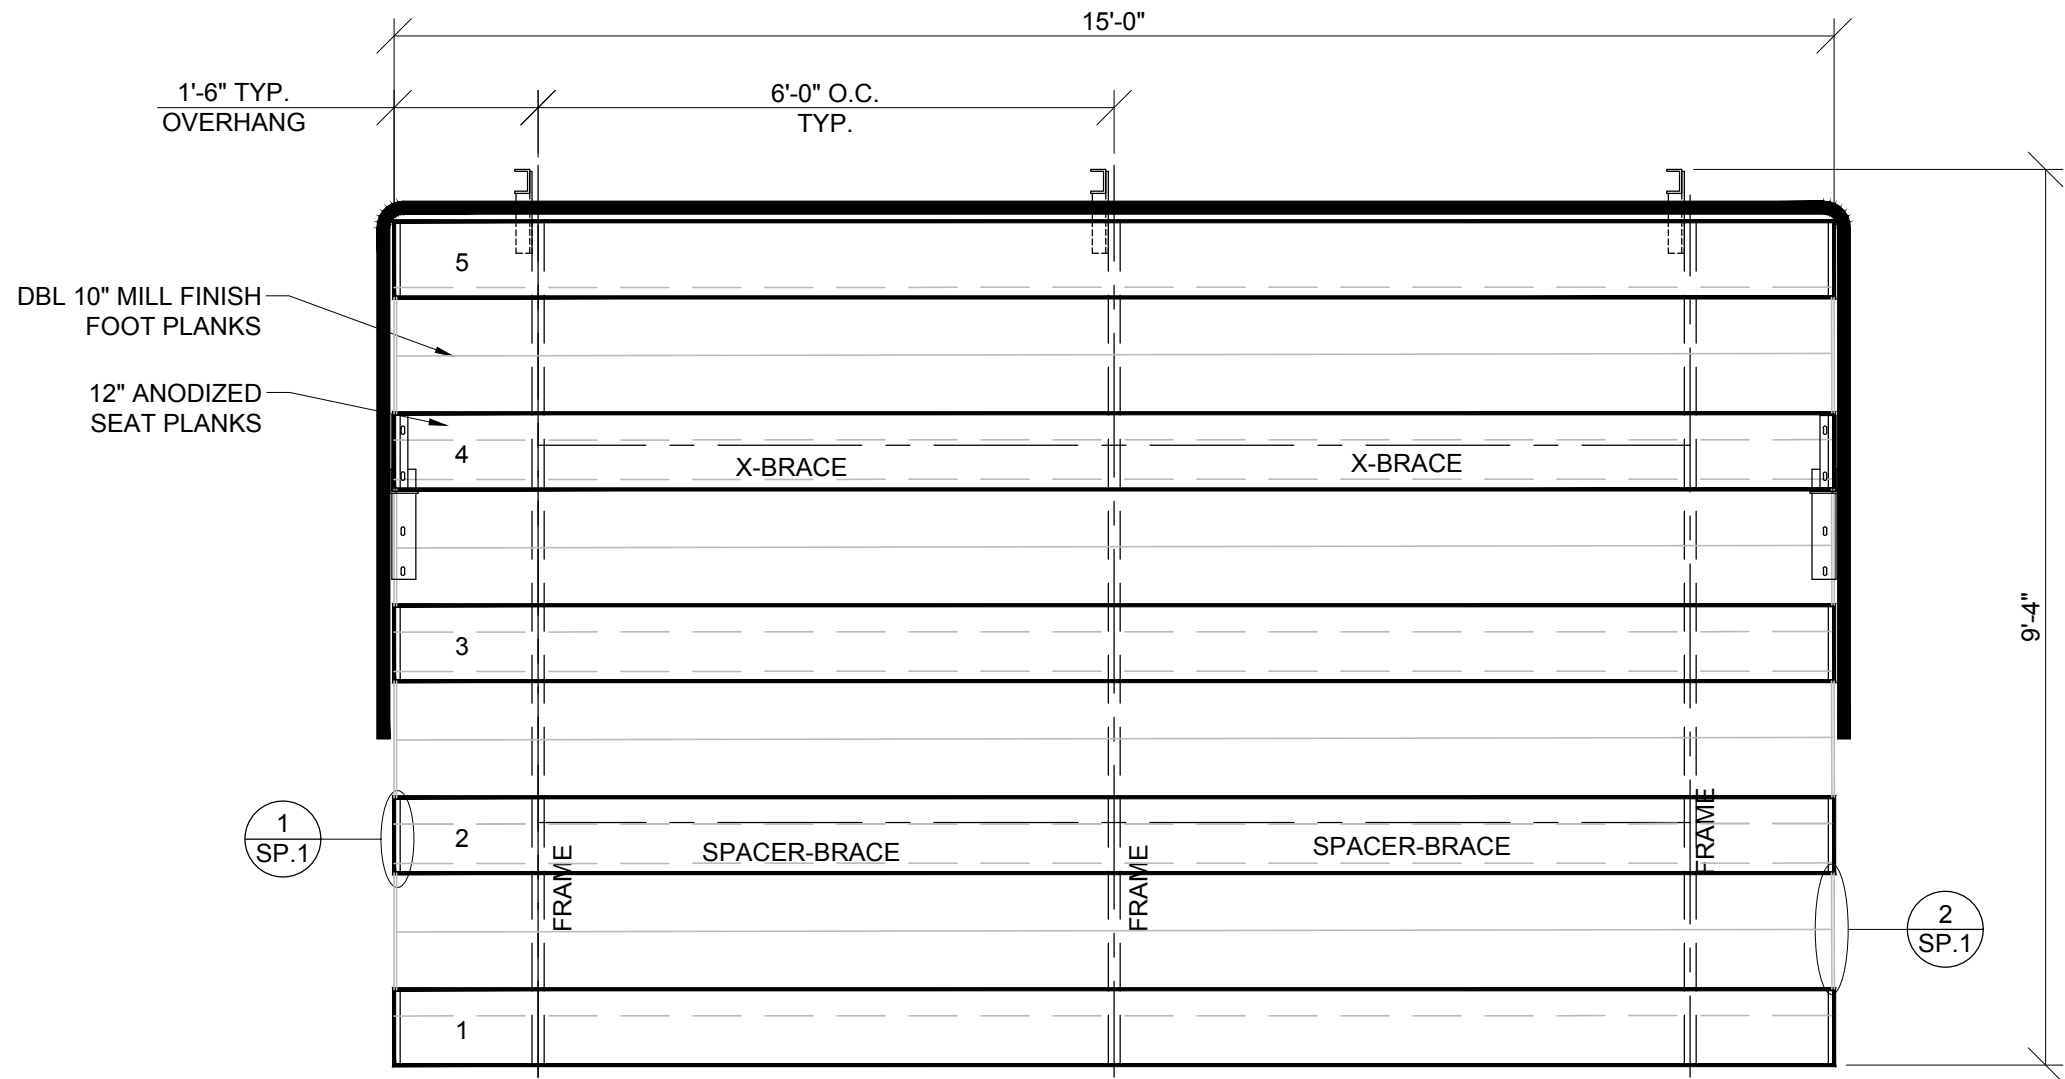 15'-0"
1'-6" TYP.
OVERHANG
6'-0" O.C.
TYP.
5
DBL 10" MILL FINISH
FOOT PLANKS
12" ANODIZED
SEAT PLANKS
4
X-BRACE
X-BRACE
9'-4"
3
2
SPACER-BRACE
SPACER-BRACE
FRAME
FRAME
FRAME
1
SP.1
2
SP.1
1